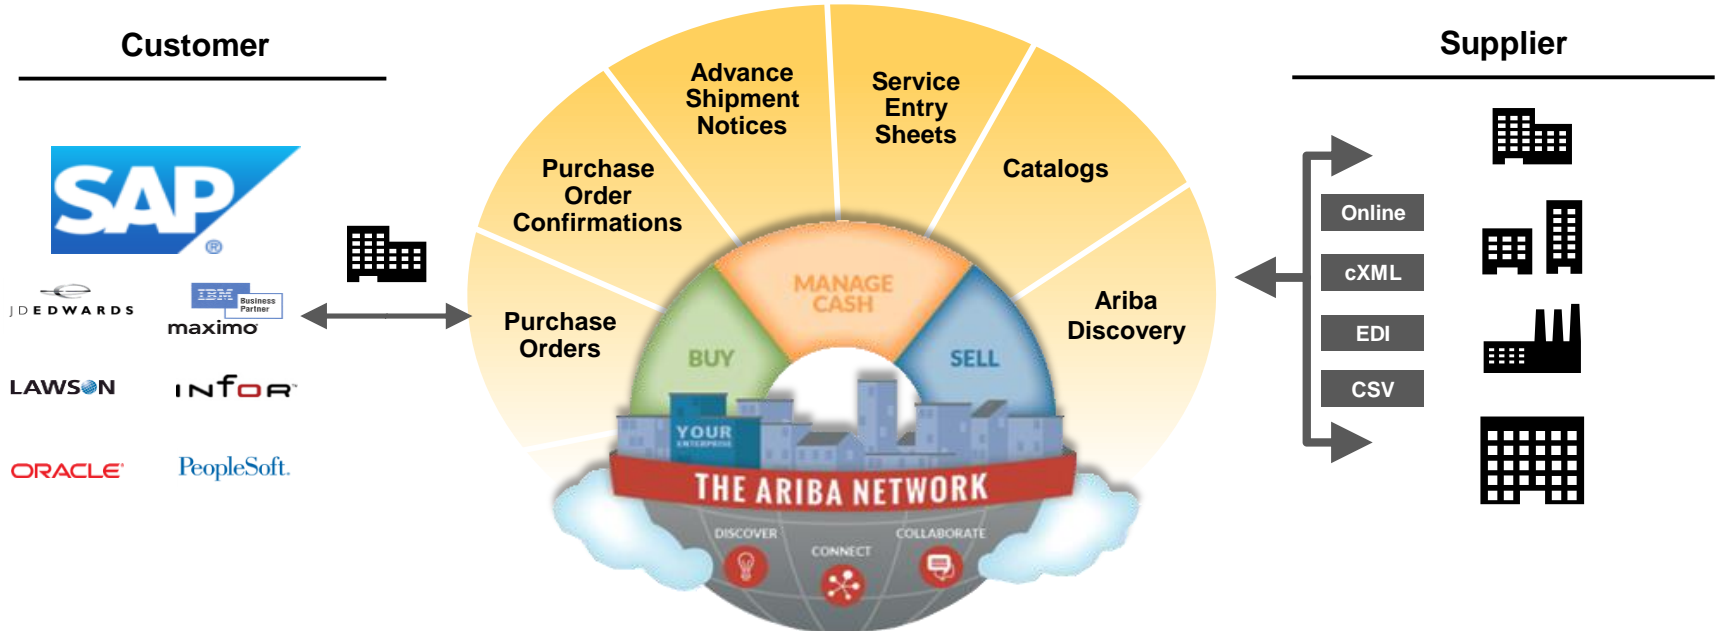 Customer
SAP
®
JDEDWARDS
IBM
Business
Partner
maximo
LAWSON
INFOR
ORACLE
PeopleSoft.
Purchase
Orders
Purchase
Order
Confirmations
Advance
Shipment
Notices
Service
Entry
Sheets
Catalogs
Ariba
Discovery
BUY
MANAGE
CASH
SELL
YOUR
ENTERPRISE
THE ARIBA NETWORK
DISCOVER
CONNECT
COLLABORATE
Supplier
Online
cXML
EDI
CSV